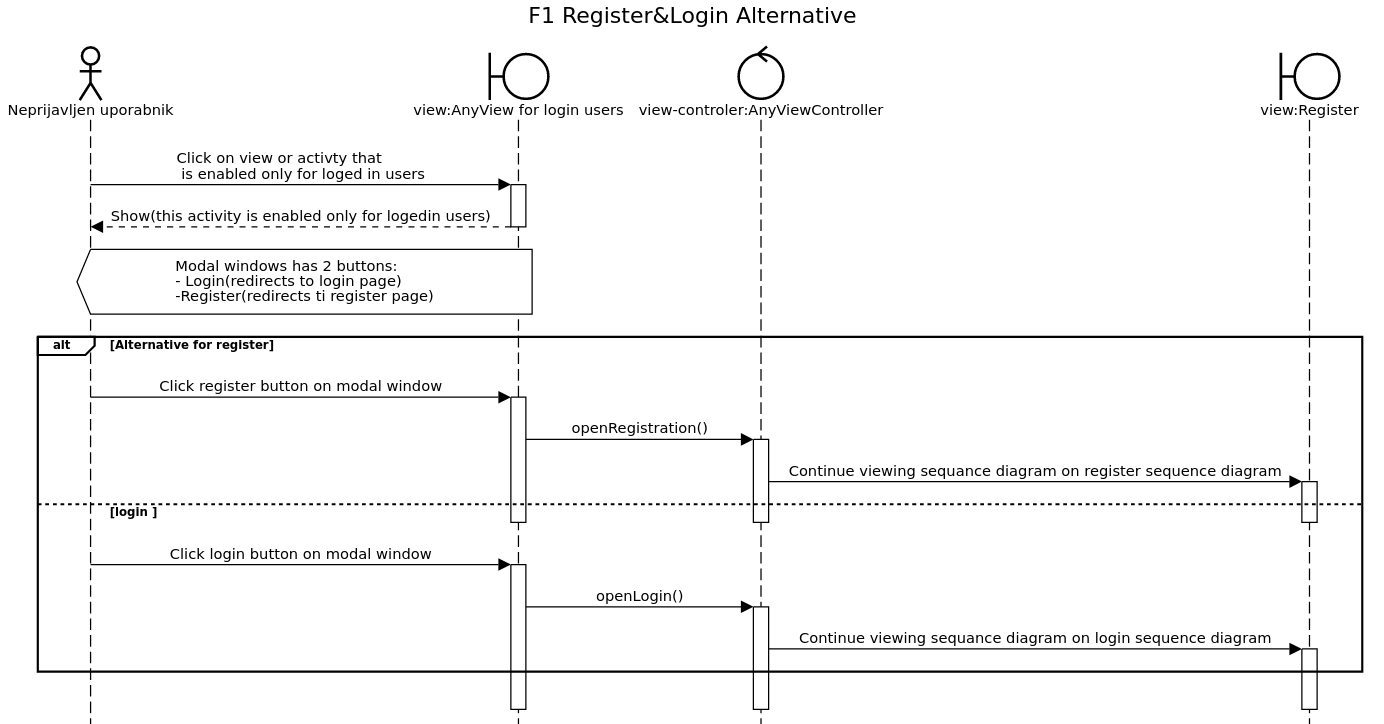 F1 Register&Login Alternative
Neprijavljen uporabnik
view:AnyView for login users
view-controler:AnyViewController
view:Register
Click on view or activty that
is enabled only for loged in users
Show(this activity is enabled only for logedin users)
Modal windows has 2 buttons:
- Login(redirects to login page)
-Register(redirects ti register page)
alt
[Alternative for register]
Click register button on modal window
openRegistration()
Continue viewing sequance diagram on register sequence diagram
[login ]
Click login button on modal window
openLogin()
Continue viewing sequance diagram on login sequence diagram